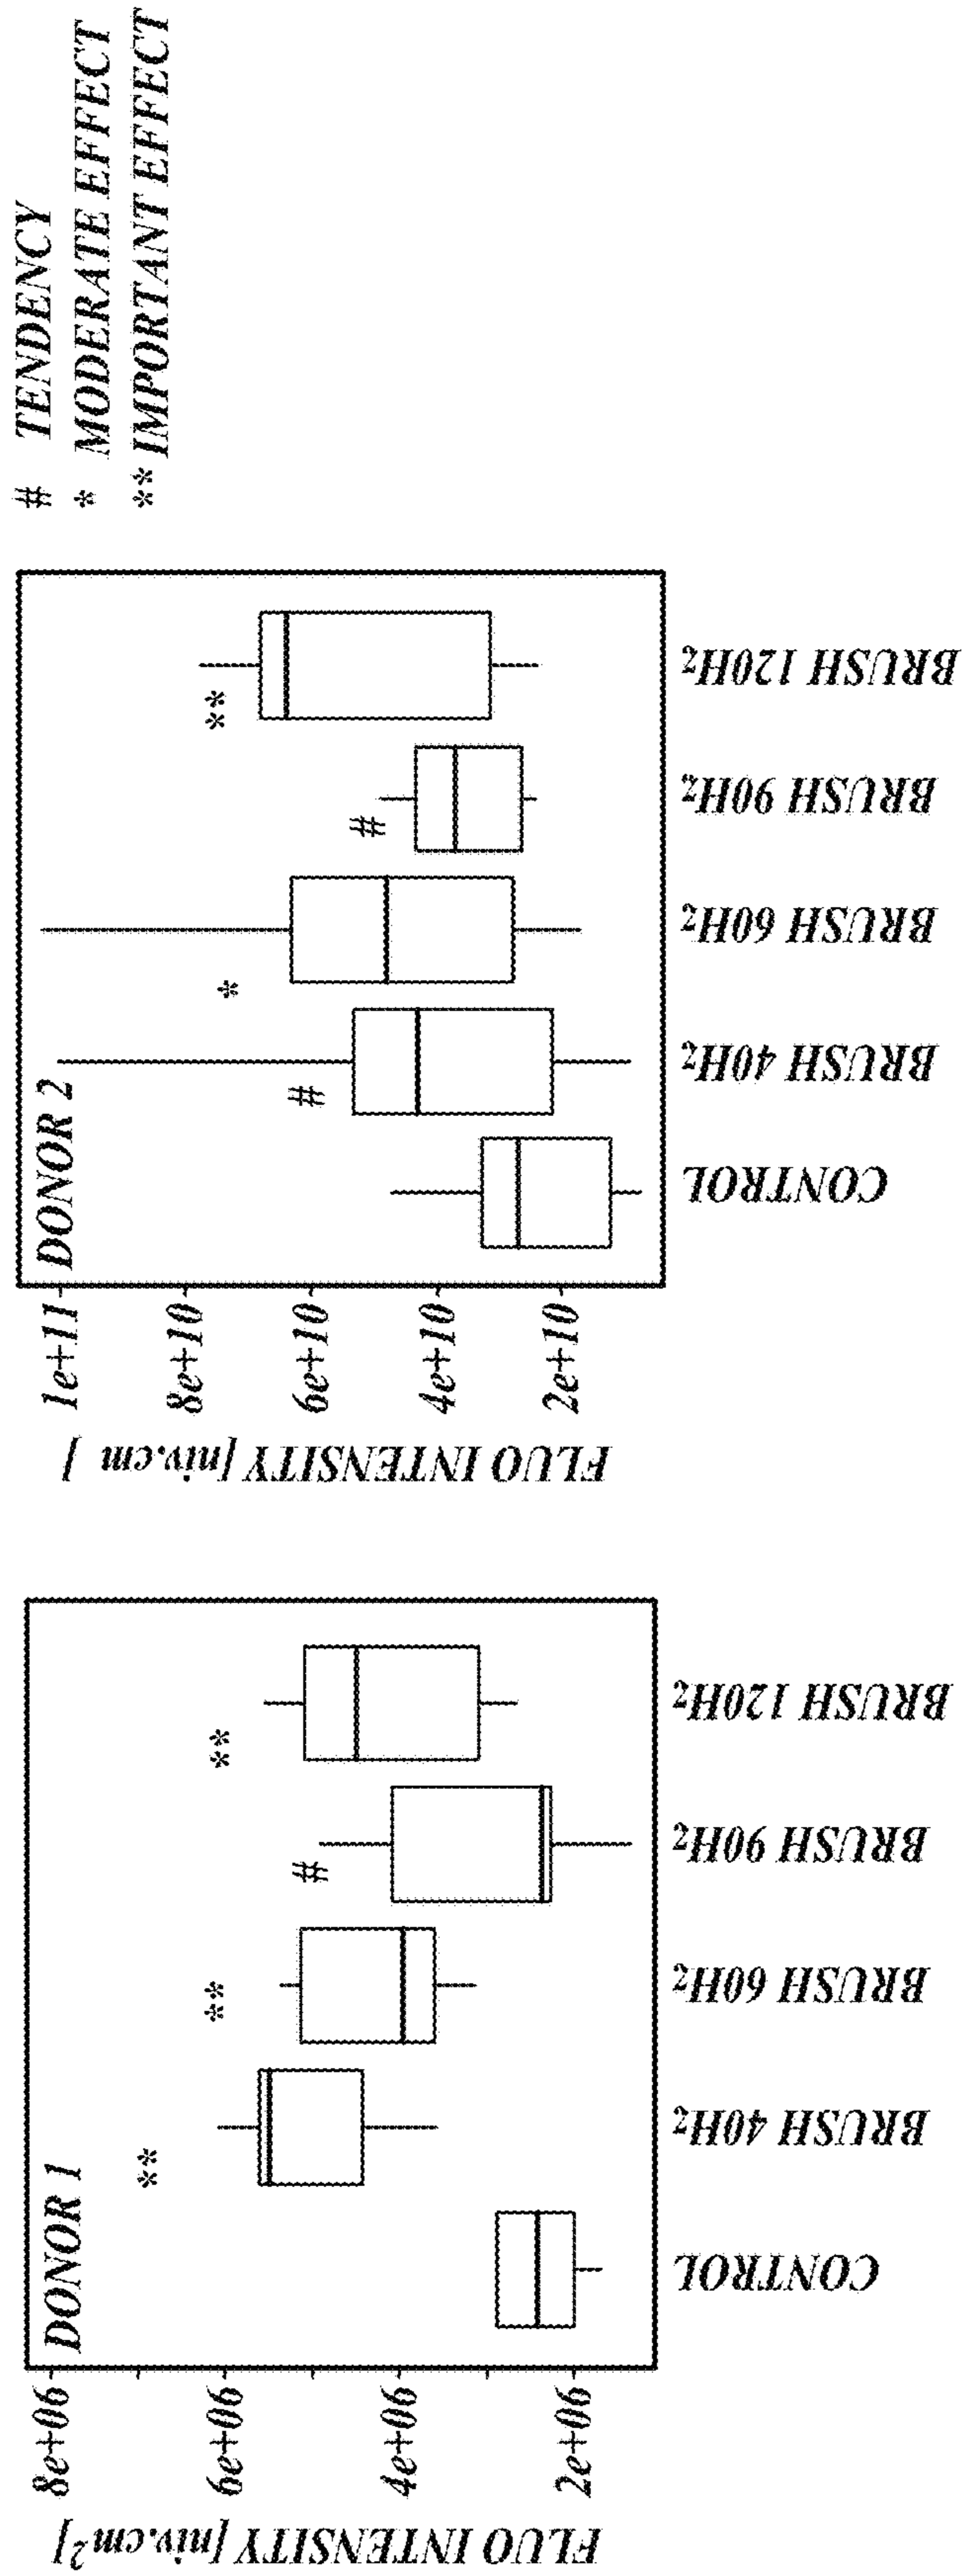 DONOR 1
FLUO INTENSITY [niv.cm²]
8e+06
6e+06
4e+06
2e+06
**
**
#
**
CONTROL
BRUSH 40Hz
BRUSH 60Hz
BRUSH 90Hz
BRUSH 120Hz
DONOR 2
FLUO INTENSITY [niv.cm ]
1e+11
8e+10
6e+10
4e+10
2e+10
#
*
#
**
CONTROL
BRUSH 40Hz
BRUSH 60Hz
BRUSH 90Hz
BRUSH 120Hz
# TENDENCY
* MODERATE EFFECT
** IMPORTANT EFFECT